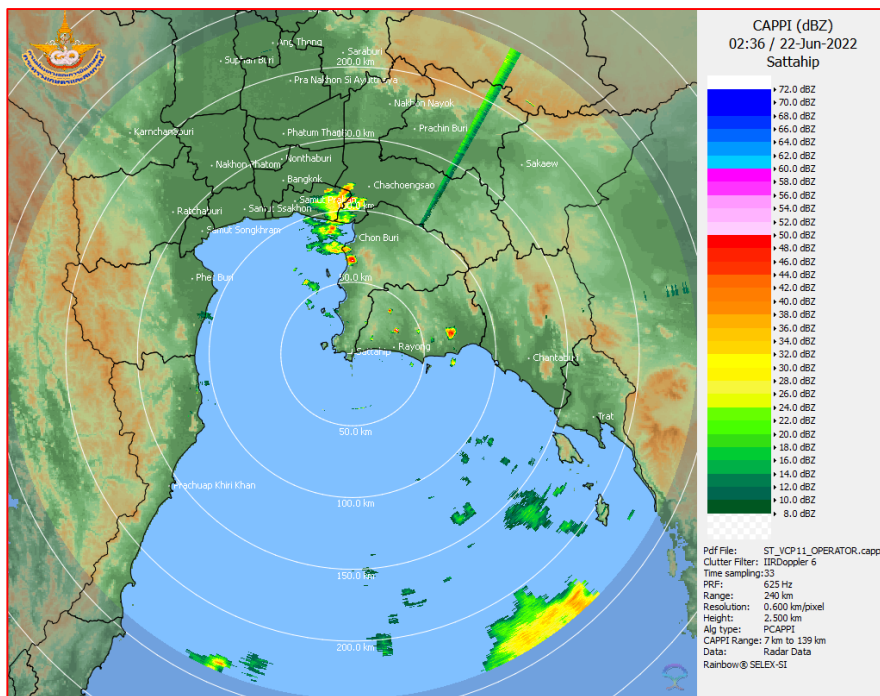 CAPPI (dBZ)
02:36 / 22-Jun-2022
Sattahip
72.0 dBZ
70.0 dBZ
68.0 dBZ
66.0 dBZ
64.0 dBZ
62.0 dBZ
60.0 dBZ
58.0 dBZ
56.0 dBZ
54.0 dBZ
52.0 dBZ
50.0 dBZ
48.0 dBZ
46.0 dBZ
44.0 dBZ
42.0 dBZ
40.0 dBZ
38.0 dBZ
36.0 dBZ
34.0 dBZ
32.0 dBZ
30.0 dBZ
28.0 dBZ
26.0 dBZ
24.0 dBZ
22.0 dBZ
20.0 dBZ
18.0 dBZ
16.0 dBZ
14.0 dBZ
12.0 dBZ
10.0 dBZ
8.0 dBZ
Pdf File: ST_VCP11_OPERATOR.capp
Clutter Filter: IIRDoppler 6
Time sampling:33
PRF: 625 Hz
Range: 240 km
Resolution: 0.600 km/pixel
Height: 2.500 km
Alg type: PCAPPI
CAPPI Range: 7 km to 139 km
Data: Radar Data
Rainbow® SELEX-SI
Ang Thong
Saraburi
Suphan Buri
200.0 km
Pra Nakhon Si Ayutthaya
Nakhon Nayok
Karnchanaburi
Phatum Thani
Prachin Buri
Nonthaburi
Nakhon Phatom
Sakaew
Bangknk
Chachoengsao
Ratchaburi
Samut Ssakhon
Samut Songkhram
Chon Buri
Phet Buri
Sattahip
Rayong
Chantaburi
Trat
50.0 km
Prachuap Khiri Khan
100.0 km
150.0 km
200.0 km